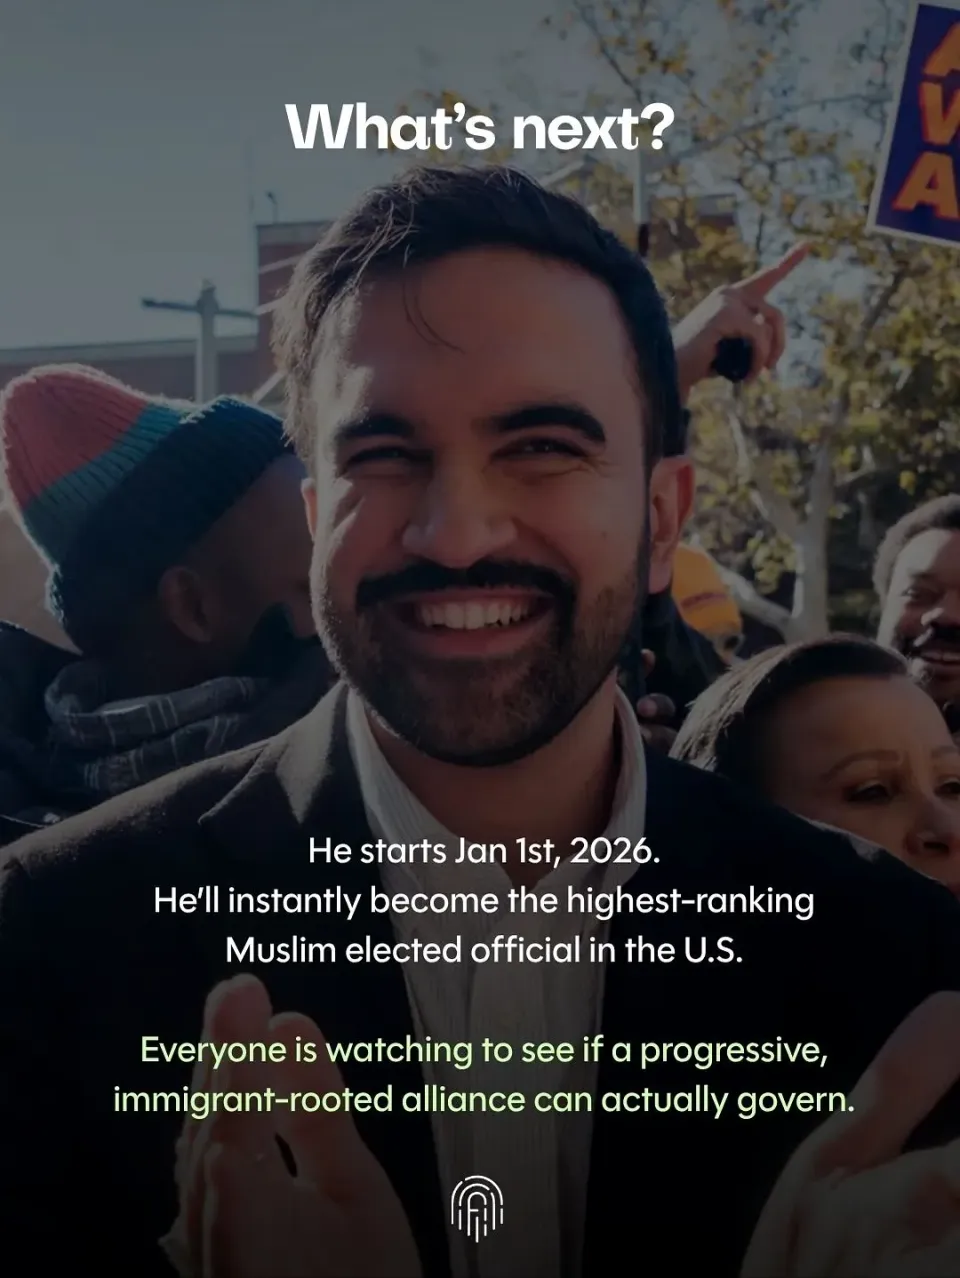 What's next?
A
W
A
He starts Jan 1st, 2026.
He'll instantly become the highest-ranking
Muslim elected official in the U.S.
Everyone is watching to see if a progressive,
immigrant-rooted alliance can actually govern.